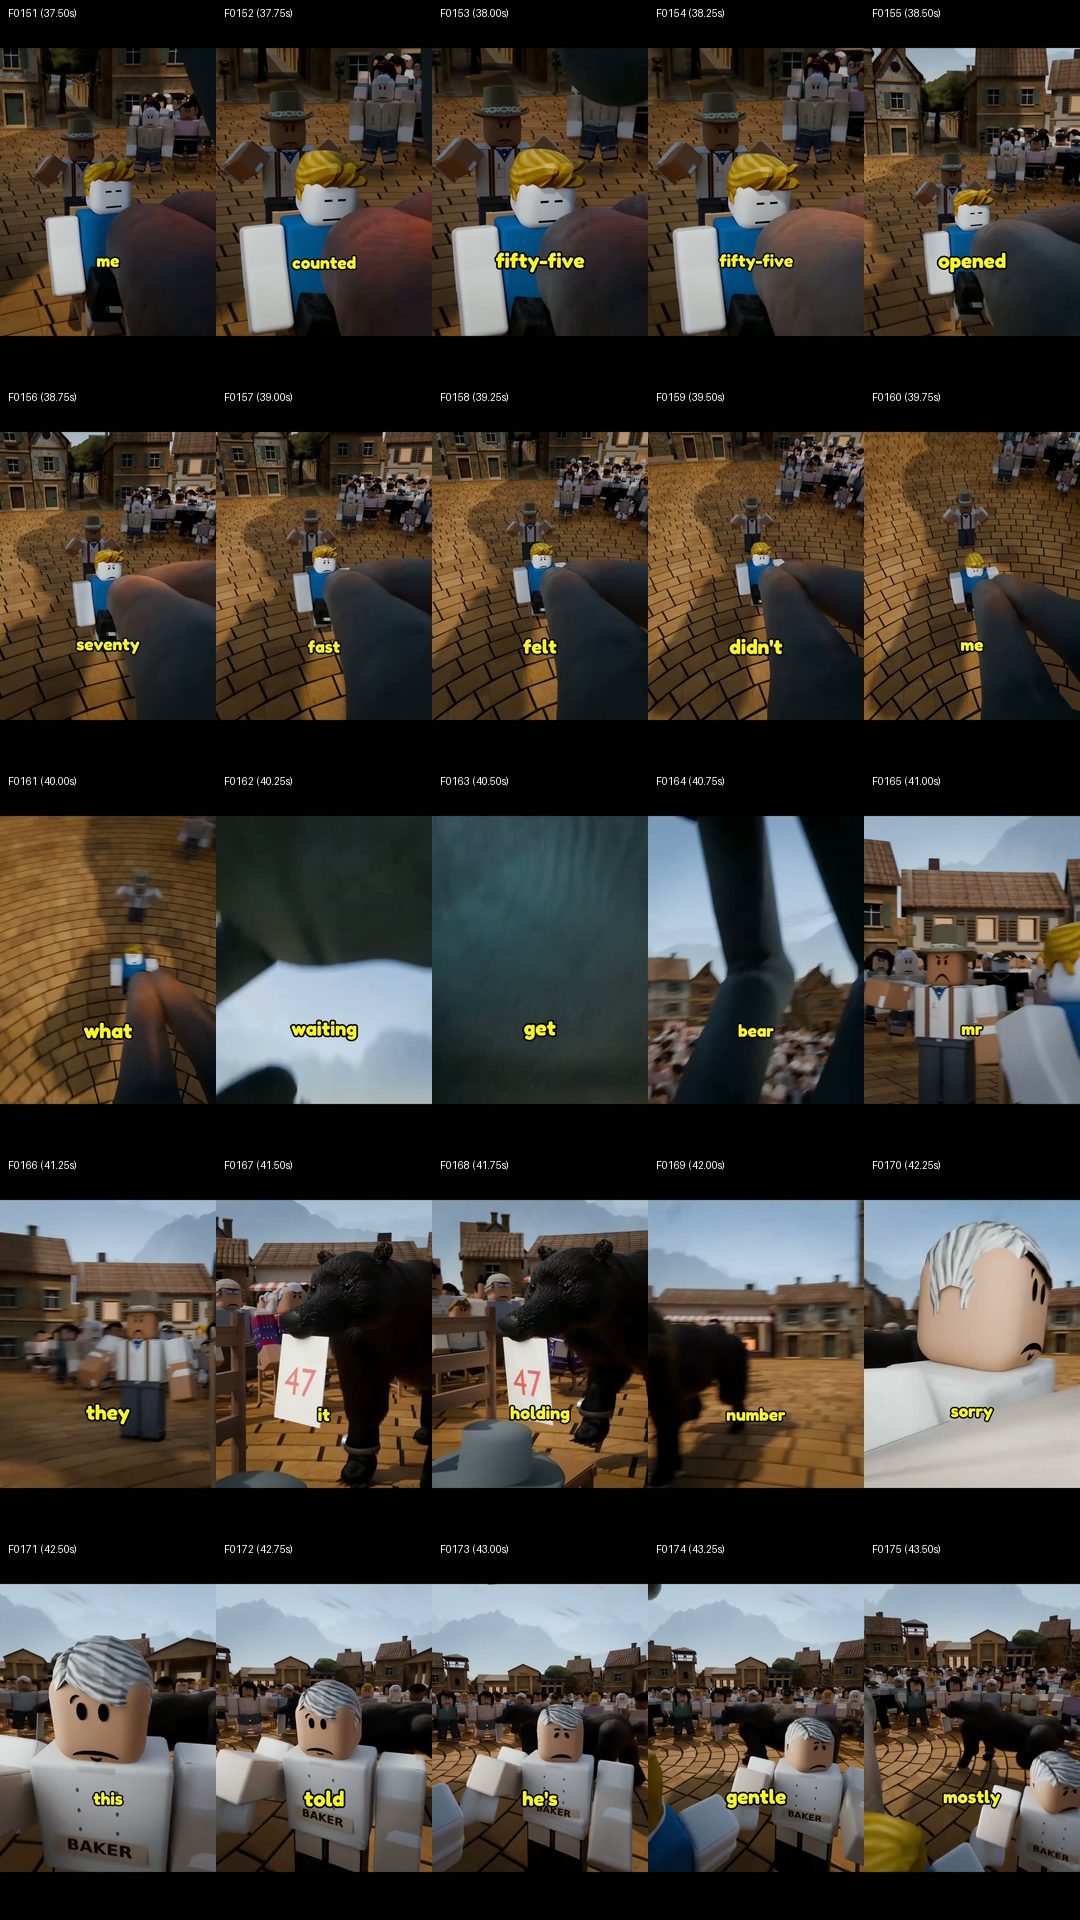 F0151 (37.50s)
F0152 (37.75s)
F0153 (38.00s)
F0154 (38.25s)
F0155 (38.50s)
me
counted
fifty-five
fifty-five
opened
F0156 (38.75s)
F0157 (39.00s)
F0158 (39.25s)
F0159 (39.50s)
F0160 (39.75s)
seventy
fast
felt
didn't
me
F0161 (40.00s)
F0162 (40.25s)
F0163 (40.50s)
F0164 (40.75s)
F0165 (41.00s)
what
waiting
get
bear
mr
F0166 (41.25s)
F0167 (41.50s)
F0168 (41.75s)
F0169 (42.00s)
F0170 (42.25s)
47
47
they
it
holding
number
sorry
F0171 (42.50s)
F0172 (42.75s)
F0173 (43.00s)
F0174 (43.25s)
F0175 (43.50s)
this
told
he's
gentle
mostly
BAKER
BAKER
BAKER
BAKER
BAKER